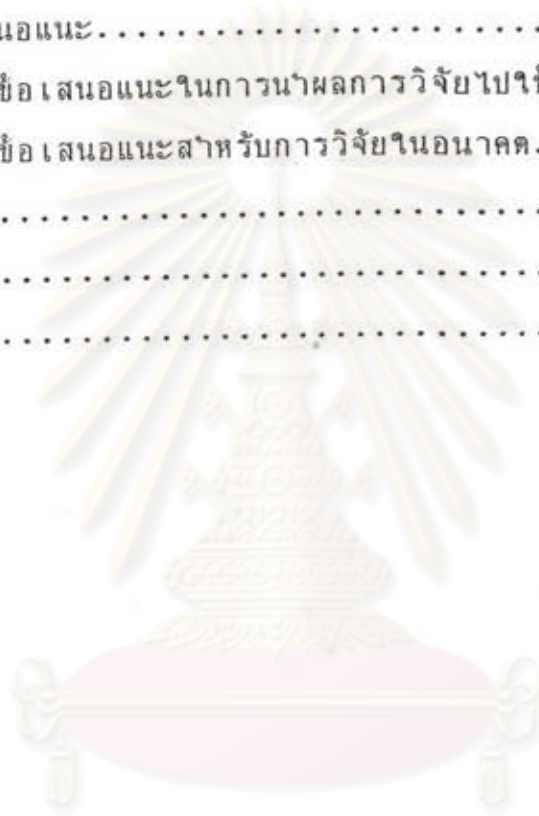 นอแนะ..............................
ข้อเสนอแนะในการนำผลการวิจัยไปใช้
ข้อเสนอแนะสำหรับการวิจัยในอนาคต.
..............................
..............................
..............................